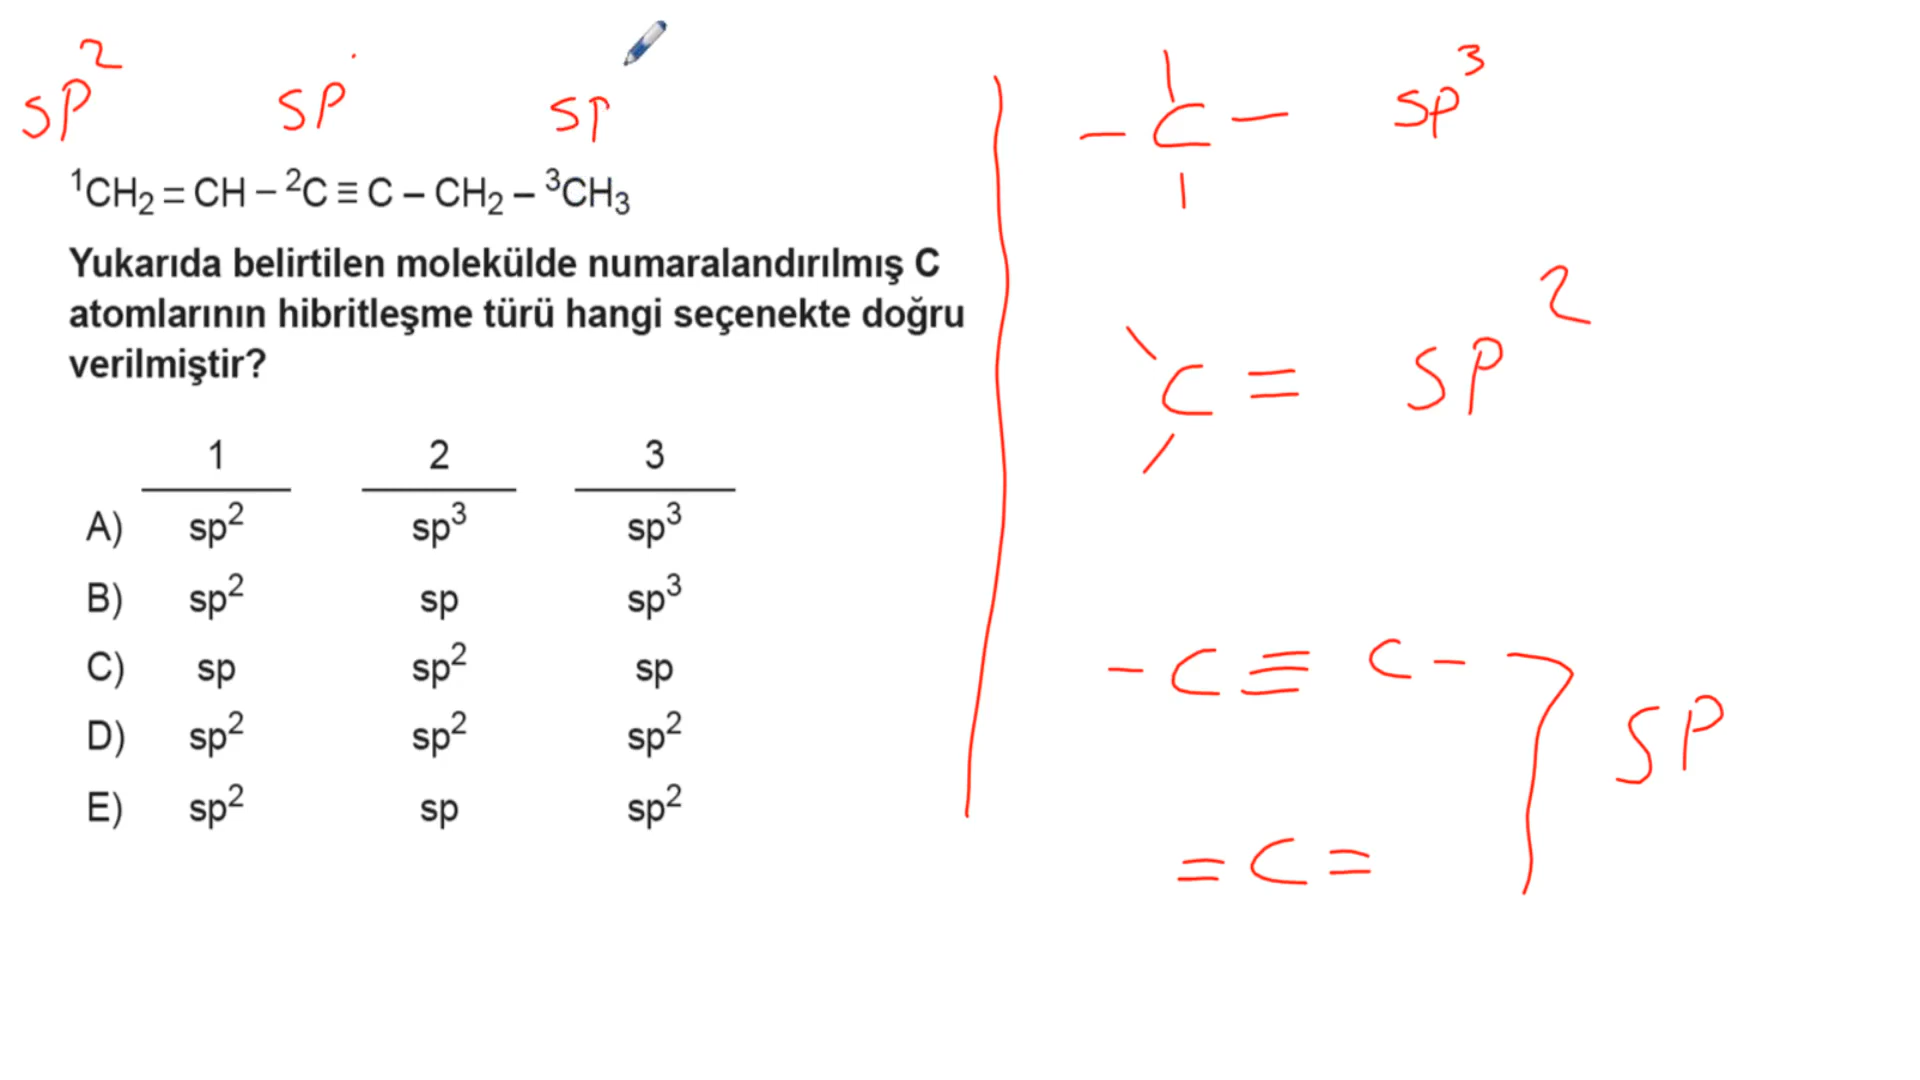 sp² sp sp
¹CH₂ = CH – ²C ≡ C – CH₂ – ³CH₃
Yukarıda belirtilen molekülde numaralandırılmış C
atomlarının hibritleşme türü hangi seçenekte doğru
verilmiştir?
1 2 3
A) sp² sp³ sp³
B) sp² sp sp³
C) sp sp² sp
D) sp² sp² sp²
E) sp² sp sp²
– C – sp³
C = sp²
– C ≡ C – sp
= C =